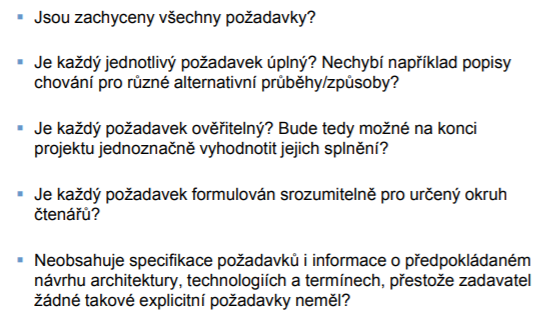 Jsou zachyceny všechny požadavky?
Je každý jednotlivý požadavek úplný? Nechybí například popisy
chování pro různé alternativní průběhy/způsoby?
Je každý požadavek ověřitelný? Bude tedy možné na konci
projektu jednoznačně vyhodnotit jejich splnění?
Je každý požadavek formulován srozumitelně pro určený okruh
čtenářů?
Neobsahuje specifikace požadavků i informace o předpokládaném
návrhu architektury, technologiích a termínech, přestože zadavatel
žádné takové explicitní požadavky neměl?